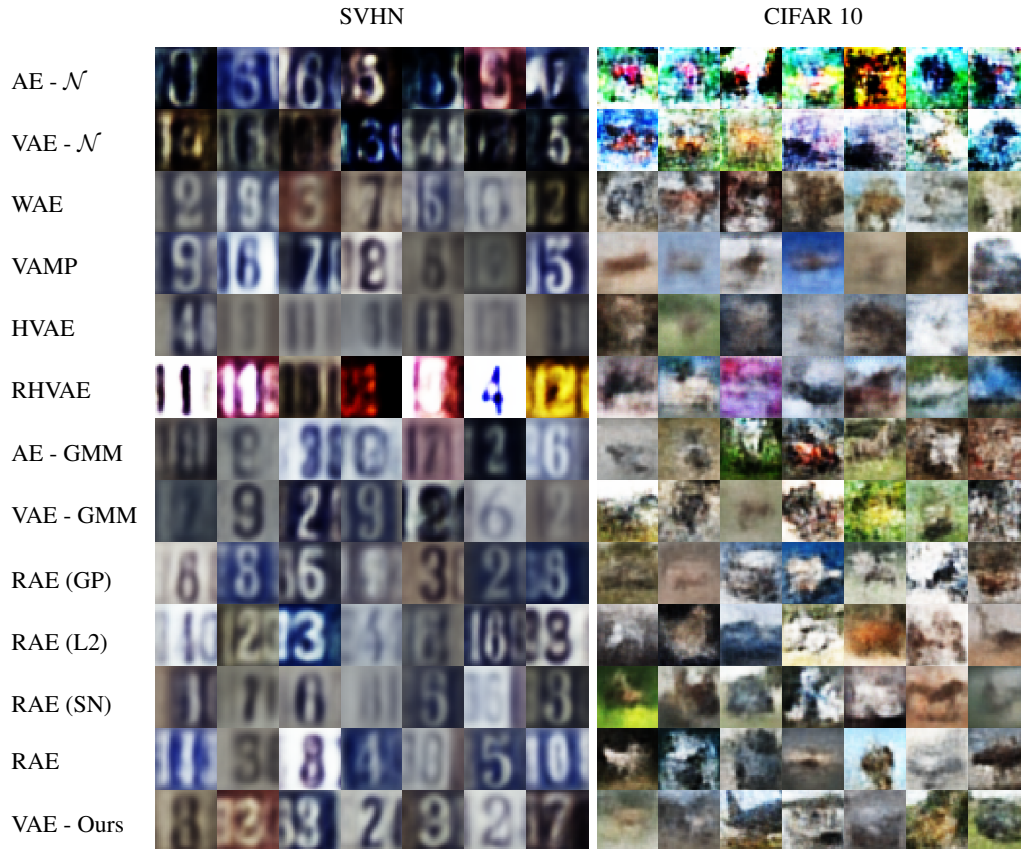 SVHN CIFAR 10
AE - 𝒩
VAE - 𝒩
WAE
VAMP
HVAE
RHVAE
AE - GMM
VAE - GMM
RAE (GP)
RAE (L2)
RAE (SN)
RAE
VAE - Ours